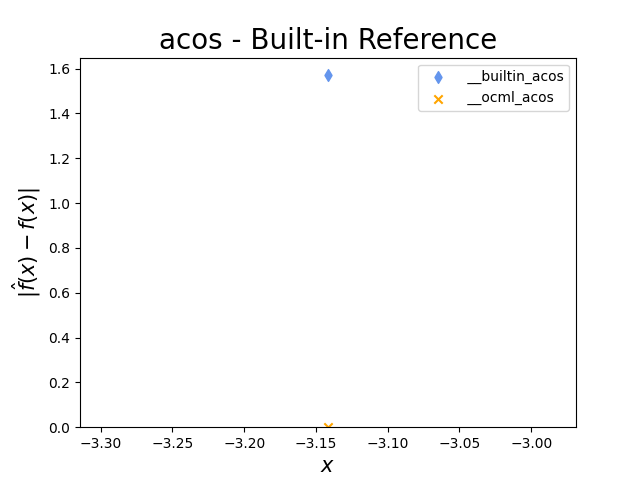 acos - Built-in Reference
__builtin_acos
__ocml_acos
|f̂(x) − f(x)|
1.6
1.4
1.2
1.0
0.8
0.6
0.4
0.2
0.0
−3.30 −3.25 −3.20 −3.15 −3.10 −3.05 −3.00
x